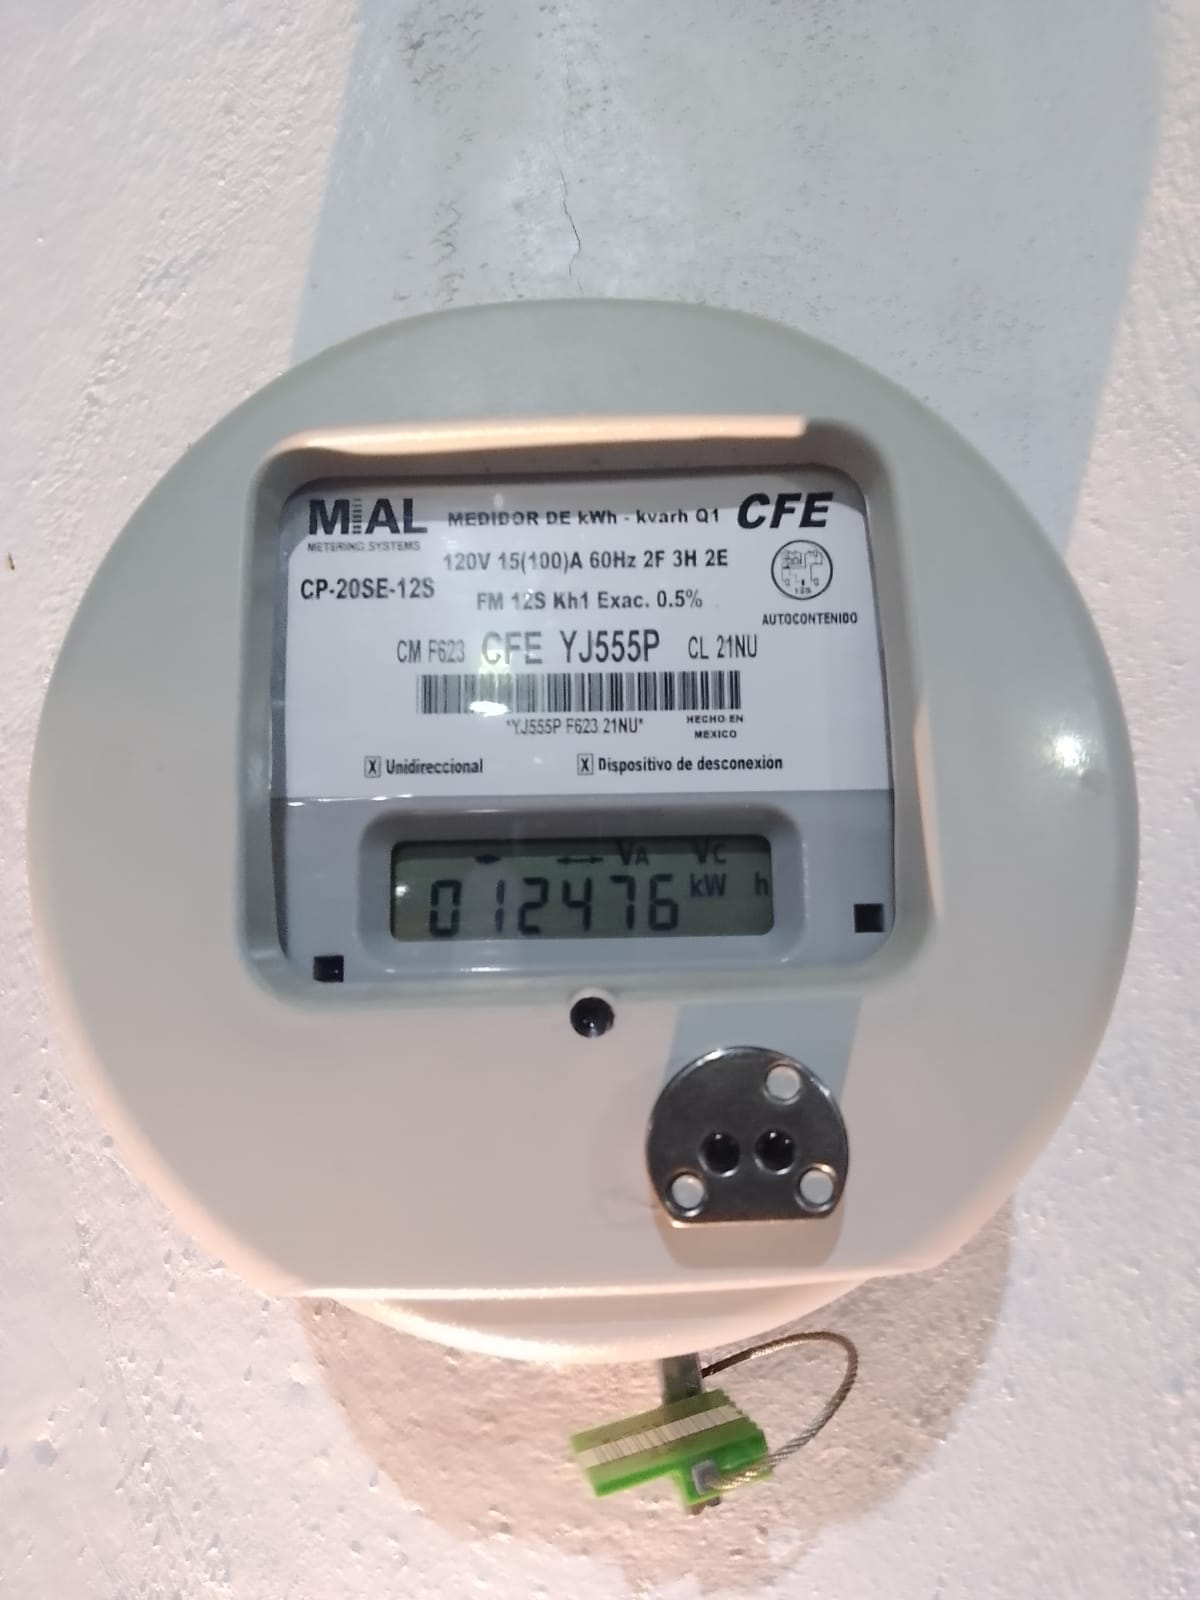 MIAL MEDIDOR DE kWh - kvarh Q1 CFE
METERING SYSTEMS
120V 15(100)A 60Hz 2F 3H 2E
CP-20SE-12S
FM 12S Kh1 Exac. 0.5%
12S
AUTOCONTENIDO
CM F623 CFE YJ555P CL 21NU
*YJ555P F623 21NU*
HECHO EN
MEXICO
X Unidireccional X Dispositivo de desconexión
VA VC
012476 kW h